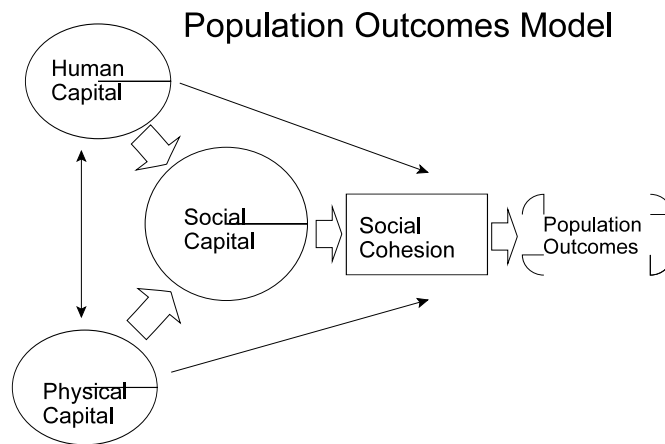 Population Outcomes Model
Human
Capital
Social
Capital
Social
Cohesion
Population
Outcomes
Physical
Capital